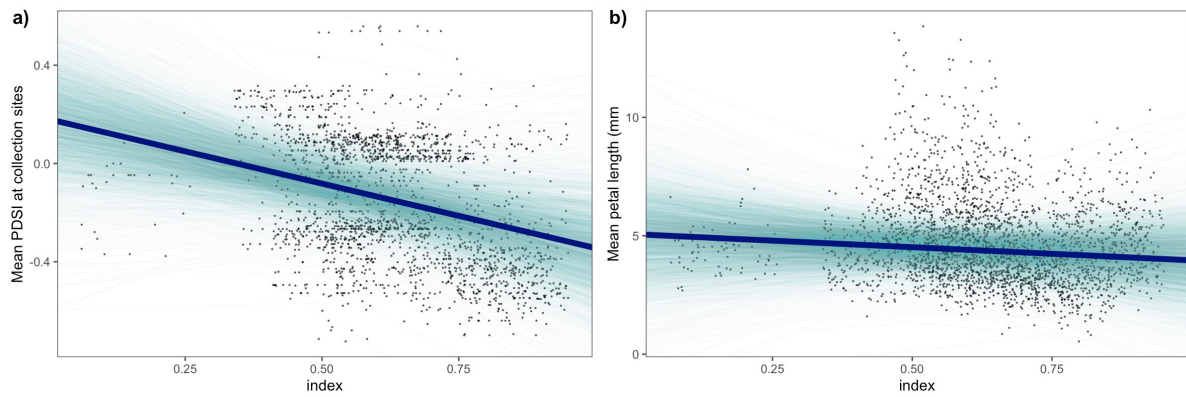 a)
Mean PDSI at collection sites
0.4
0.0
-0.4
0.25
0.50
0.75
index
b)
Mean petal length (mm
10
5
0
0.25
0.50
0.75
index